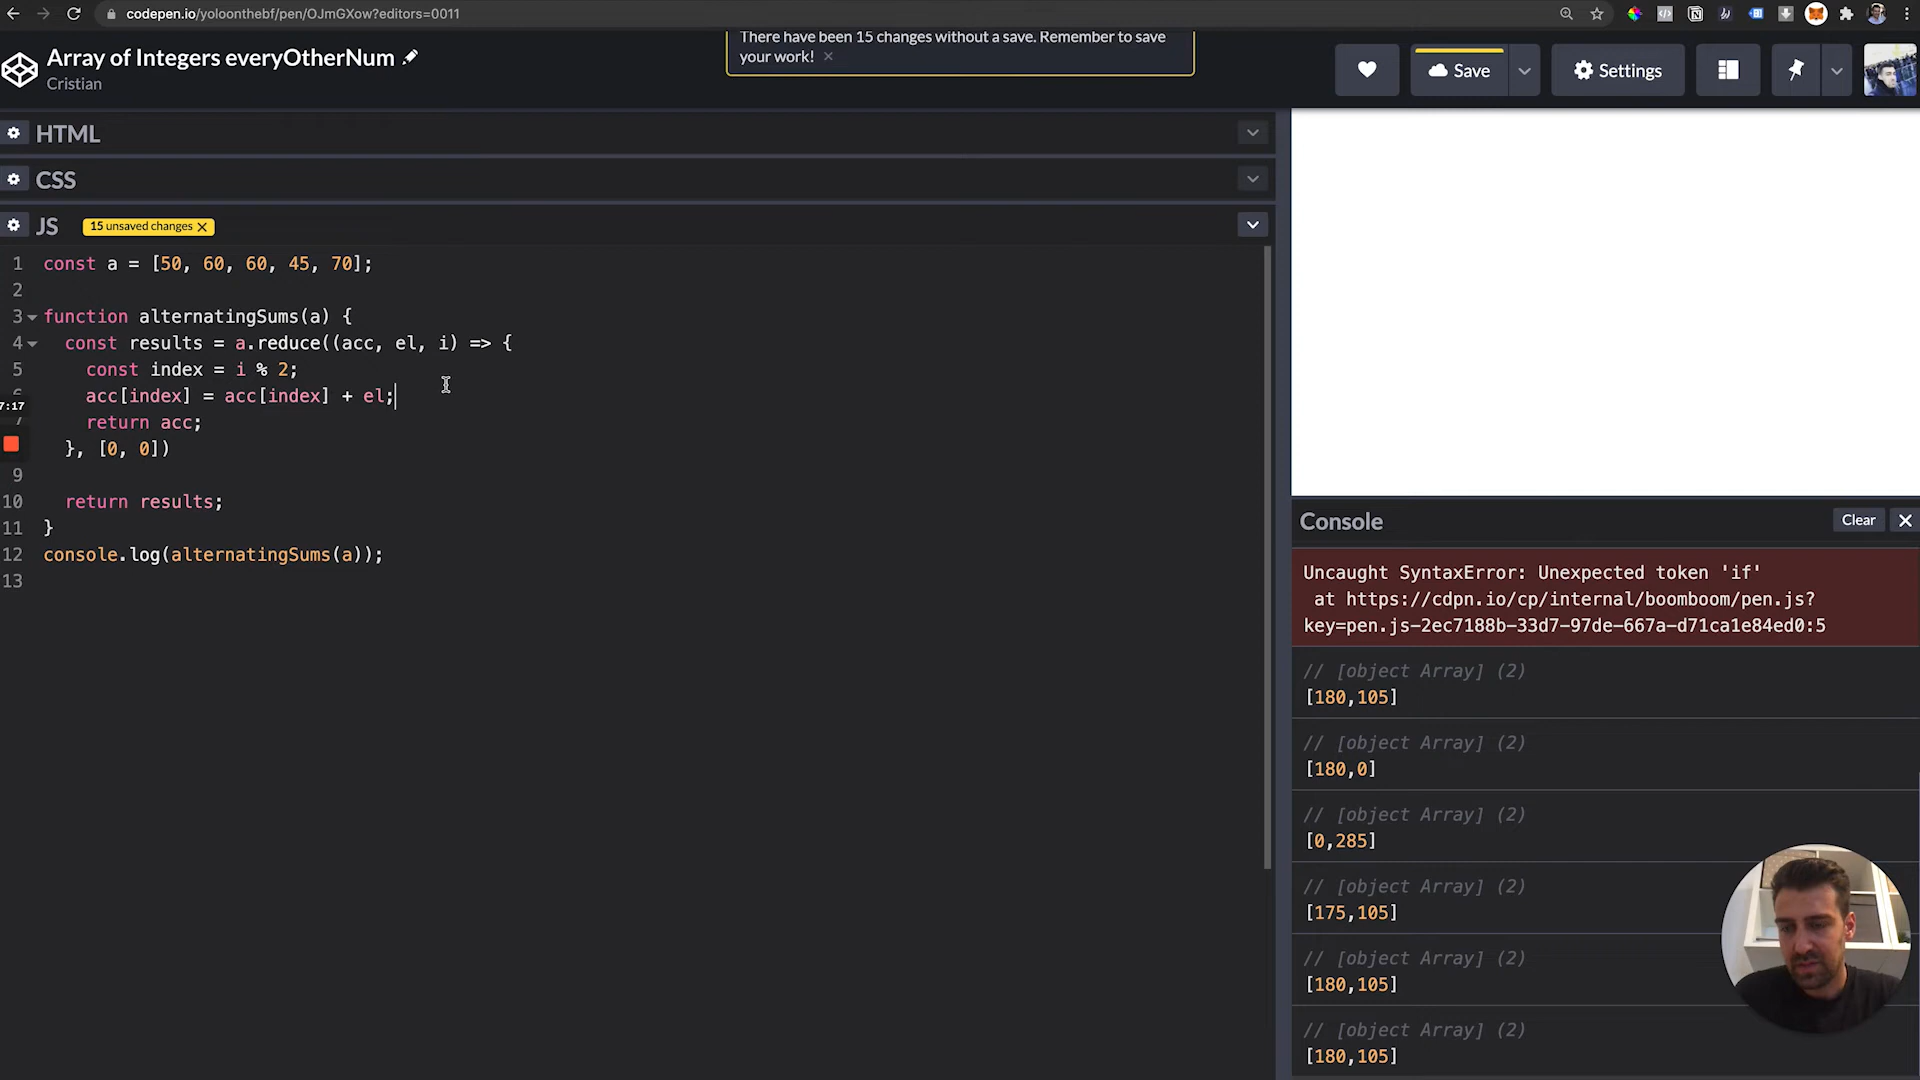 codepen.io/yoloonthebf/pen/OJmGXow?editors=0011
Array of Integers everyOtherNum
Cristian
There have been 15 changes without a save. Remember to save
your work! ×
Save
Settings
HTML
CSS
JS
15 unsaved changes X
1 const a = [50, 60, 60, 45, 70];
2
3 function alternatingSums(a) {
4 const results = a.reduce((acc, el, i) => {
5 const index = i % 2;
acc[index] = acc[index] + el;
7:17
return acc;
}, [0, 0])
9
10 return results;
11 }
12 console.log(alternatingSums(a));
13
Console
Clear
Uncaught SyntaxError: Unexpected token 'if'
at https://cdpn.io/cp/internal/boomboom/pen.js?
key=pen.js-2ec7188b-33d7-97de-667a-d71ca1e84ed0:5
// [object Array] (2)
[180,105]
// [object Array] (2)
[180,0]
// [object Array] (2)
[0,285]
// [object Array] (2)
[175,105]
// [object Array] (2)
[180,105]
// [object Array] (2)
[180,105]